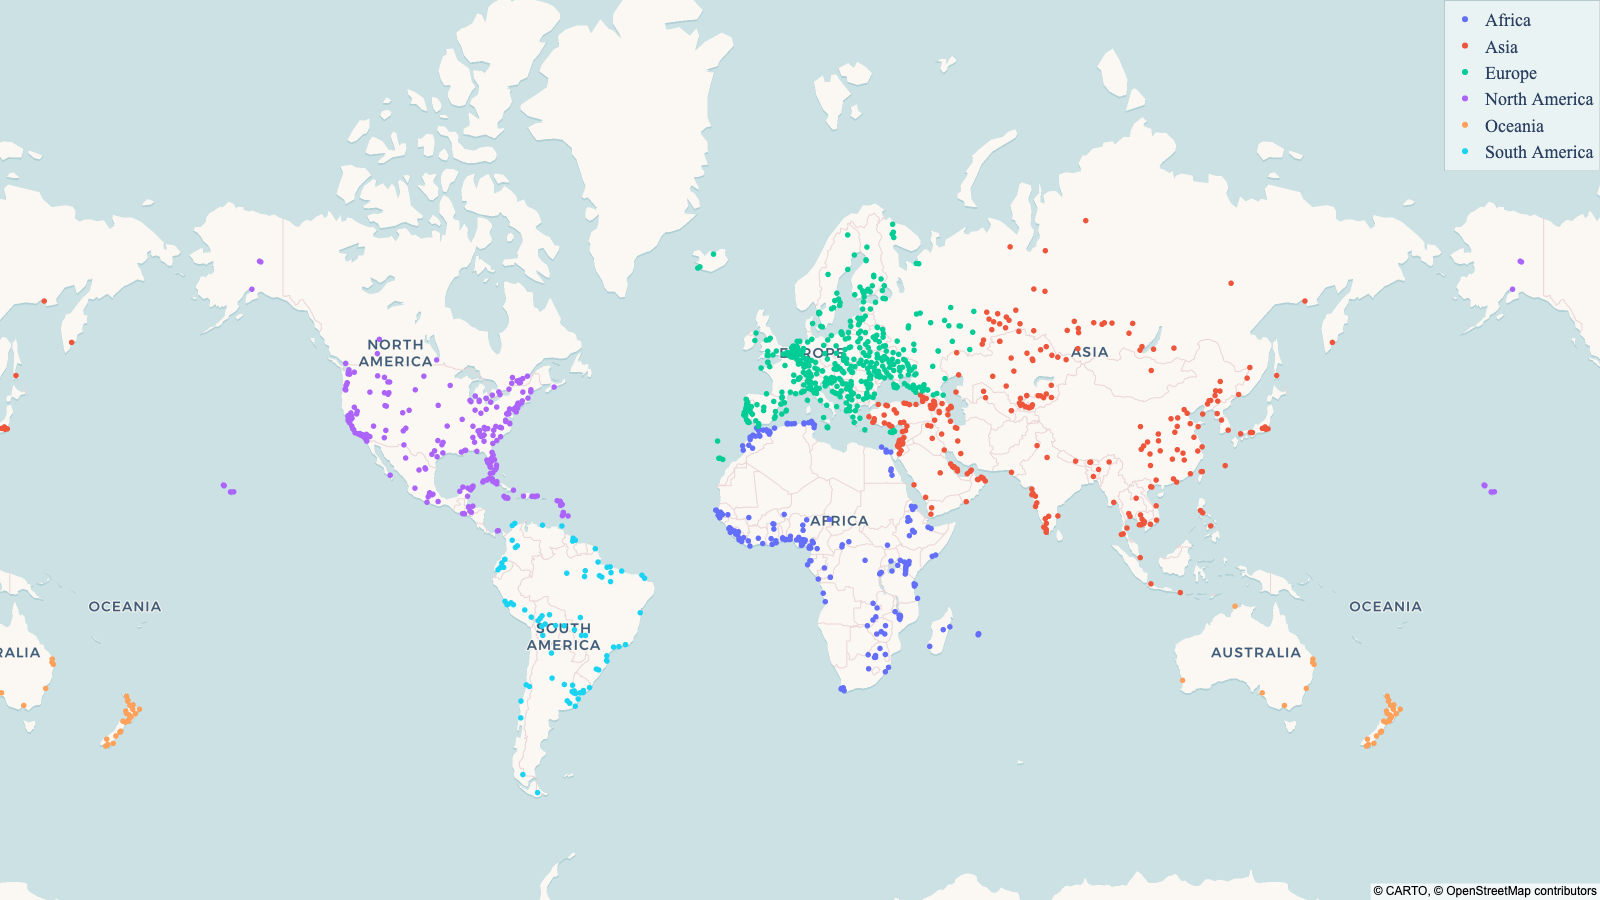 Africa
Asia
Europe
North America
Oceania
South America
NORTH
AMERICA
EUROPE
ASIA
AFRICA
OCEANIA
OCEANIA
SOUTH
AMERICA
RALIA
AUSTRALIA
© CARTO, © OpenStreetMap contributors